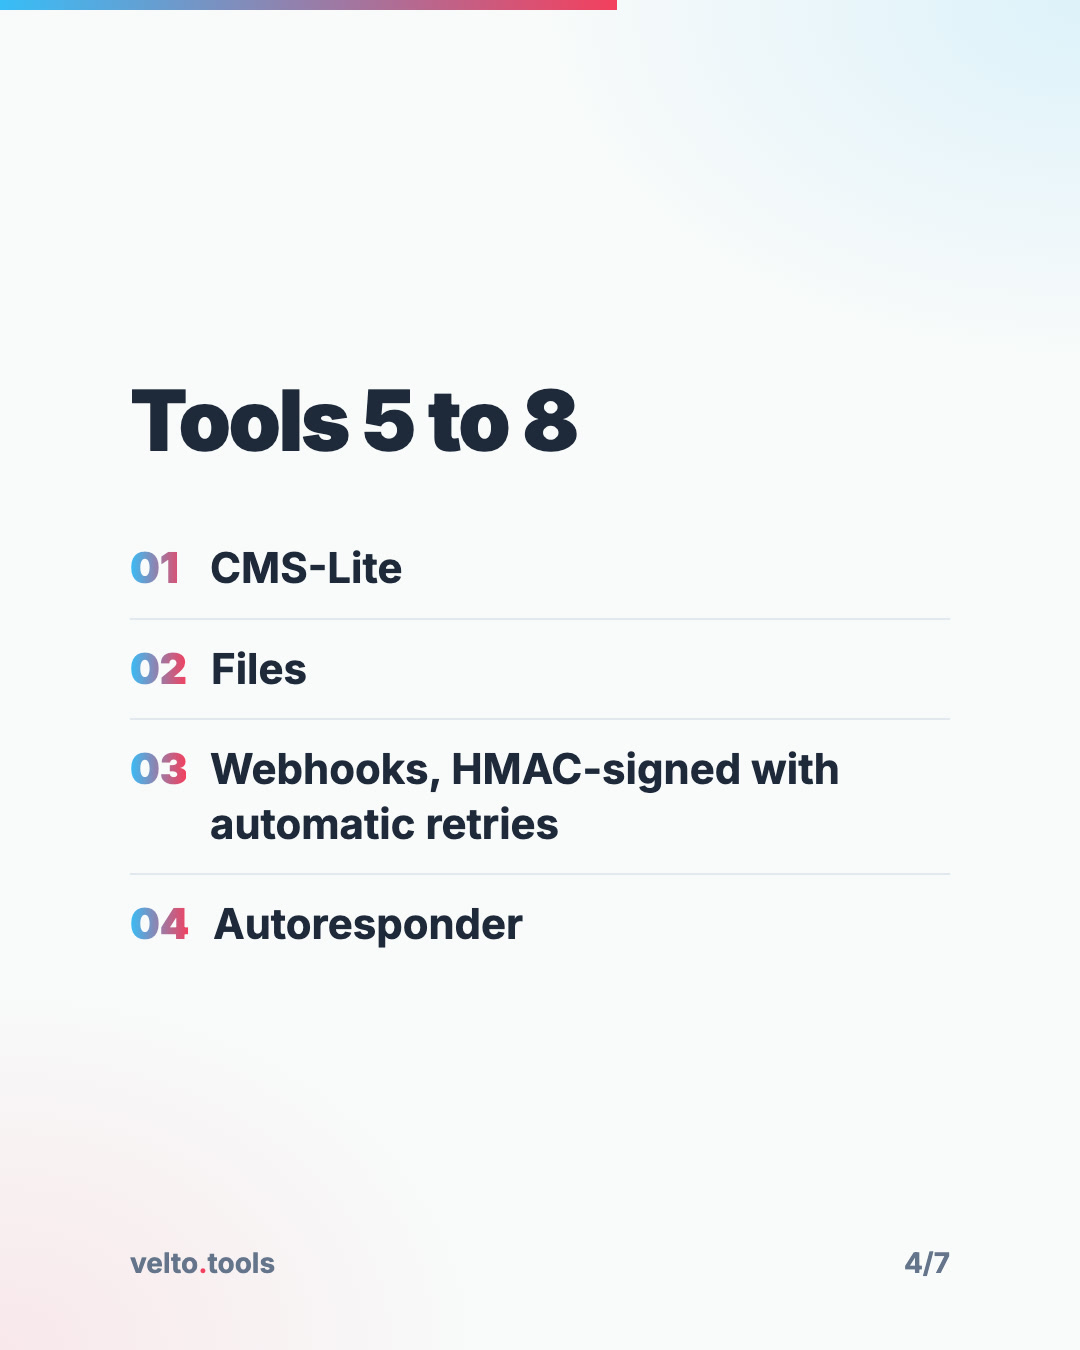 Tools 5 to 8
01 CMS-Lite
02 Files
03 Webhooks, HMAC-signed with
automatic retries
04 Autoresponder
velto.tools 4/7